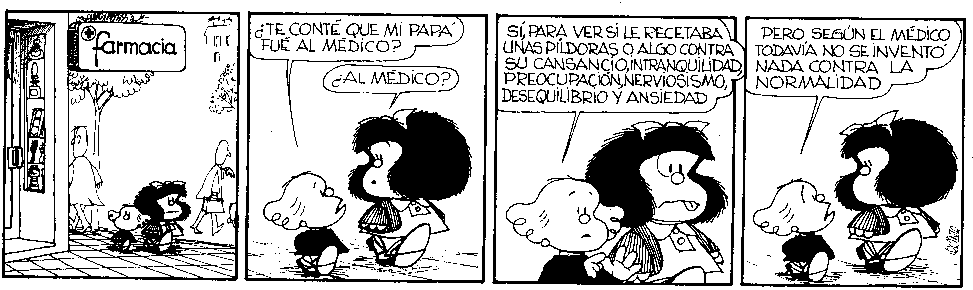 farmacia
¿TE CONTÉ QUE MI PAPÁ
FUÉ AL MÉDICO?
¿AL MÉDICO?
SÍ, PARA VER SI LE RECETABA
UNAS PÍLDORAS O ALGO CONTRA
SU CANSANCIO, INTRANQUILIDAD,
PREOCUPACIÓN, NERVIOSISMO,
DESEQUILIBRIO Y ANSIEDAD
PERO SEGÚN EL MÉDICO
TODAVÍA NO SE INVENTÓ
NADA CONTRA LA
NORMALIDAD